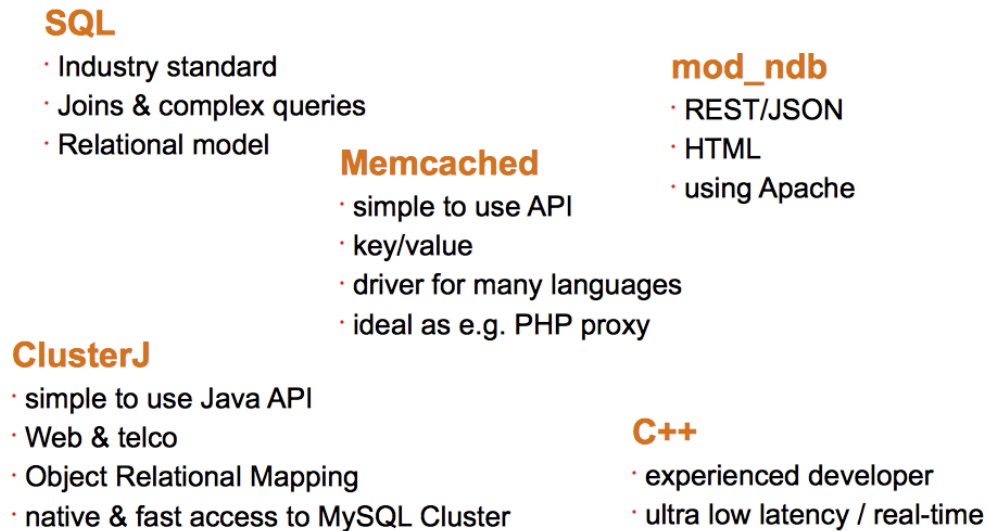 SQL
· Industry standard
· Joins & complex queries
· Relational model
mod_ndb
· REST/JSON
· HTML
· using Apache
Memcached
· simple to use API
· key/value
· driver for many languages
· ideal as e.g. PHP proxy
ClusterJ
· simple to use Java API
· Web & telco
· Object Relational Mapping
· native & fast access to MySQL Cluster
C++
· experienced developer
· ultra low latency / real-time